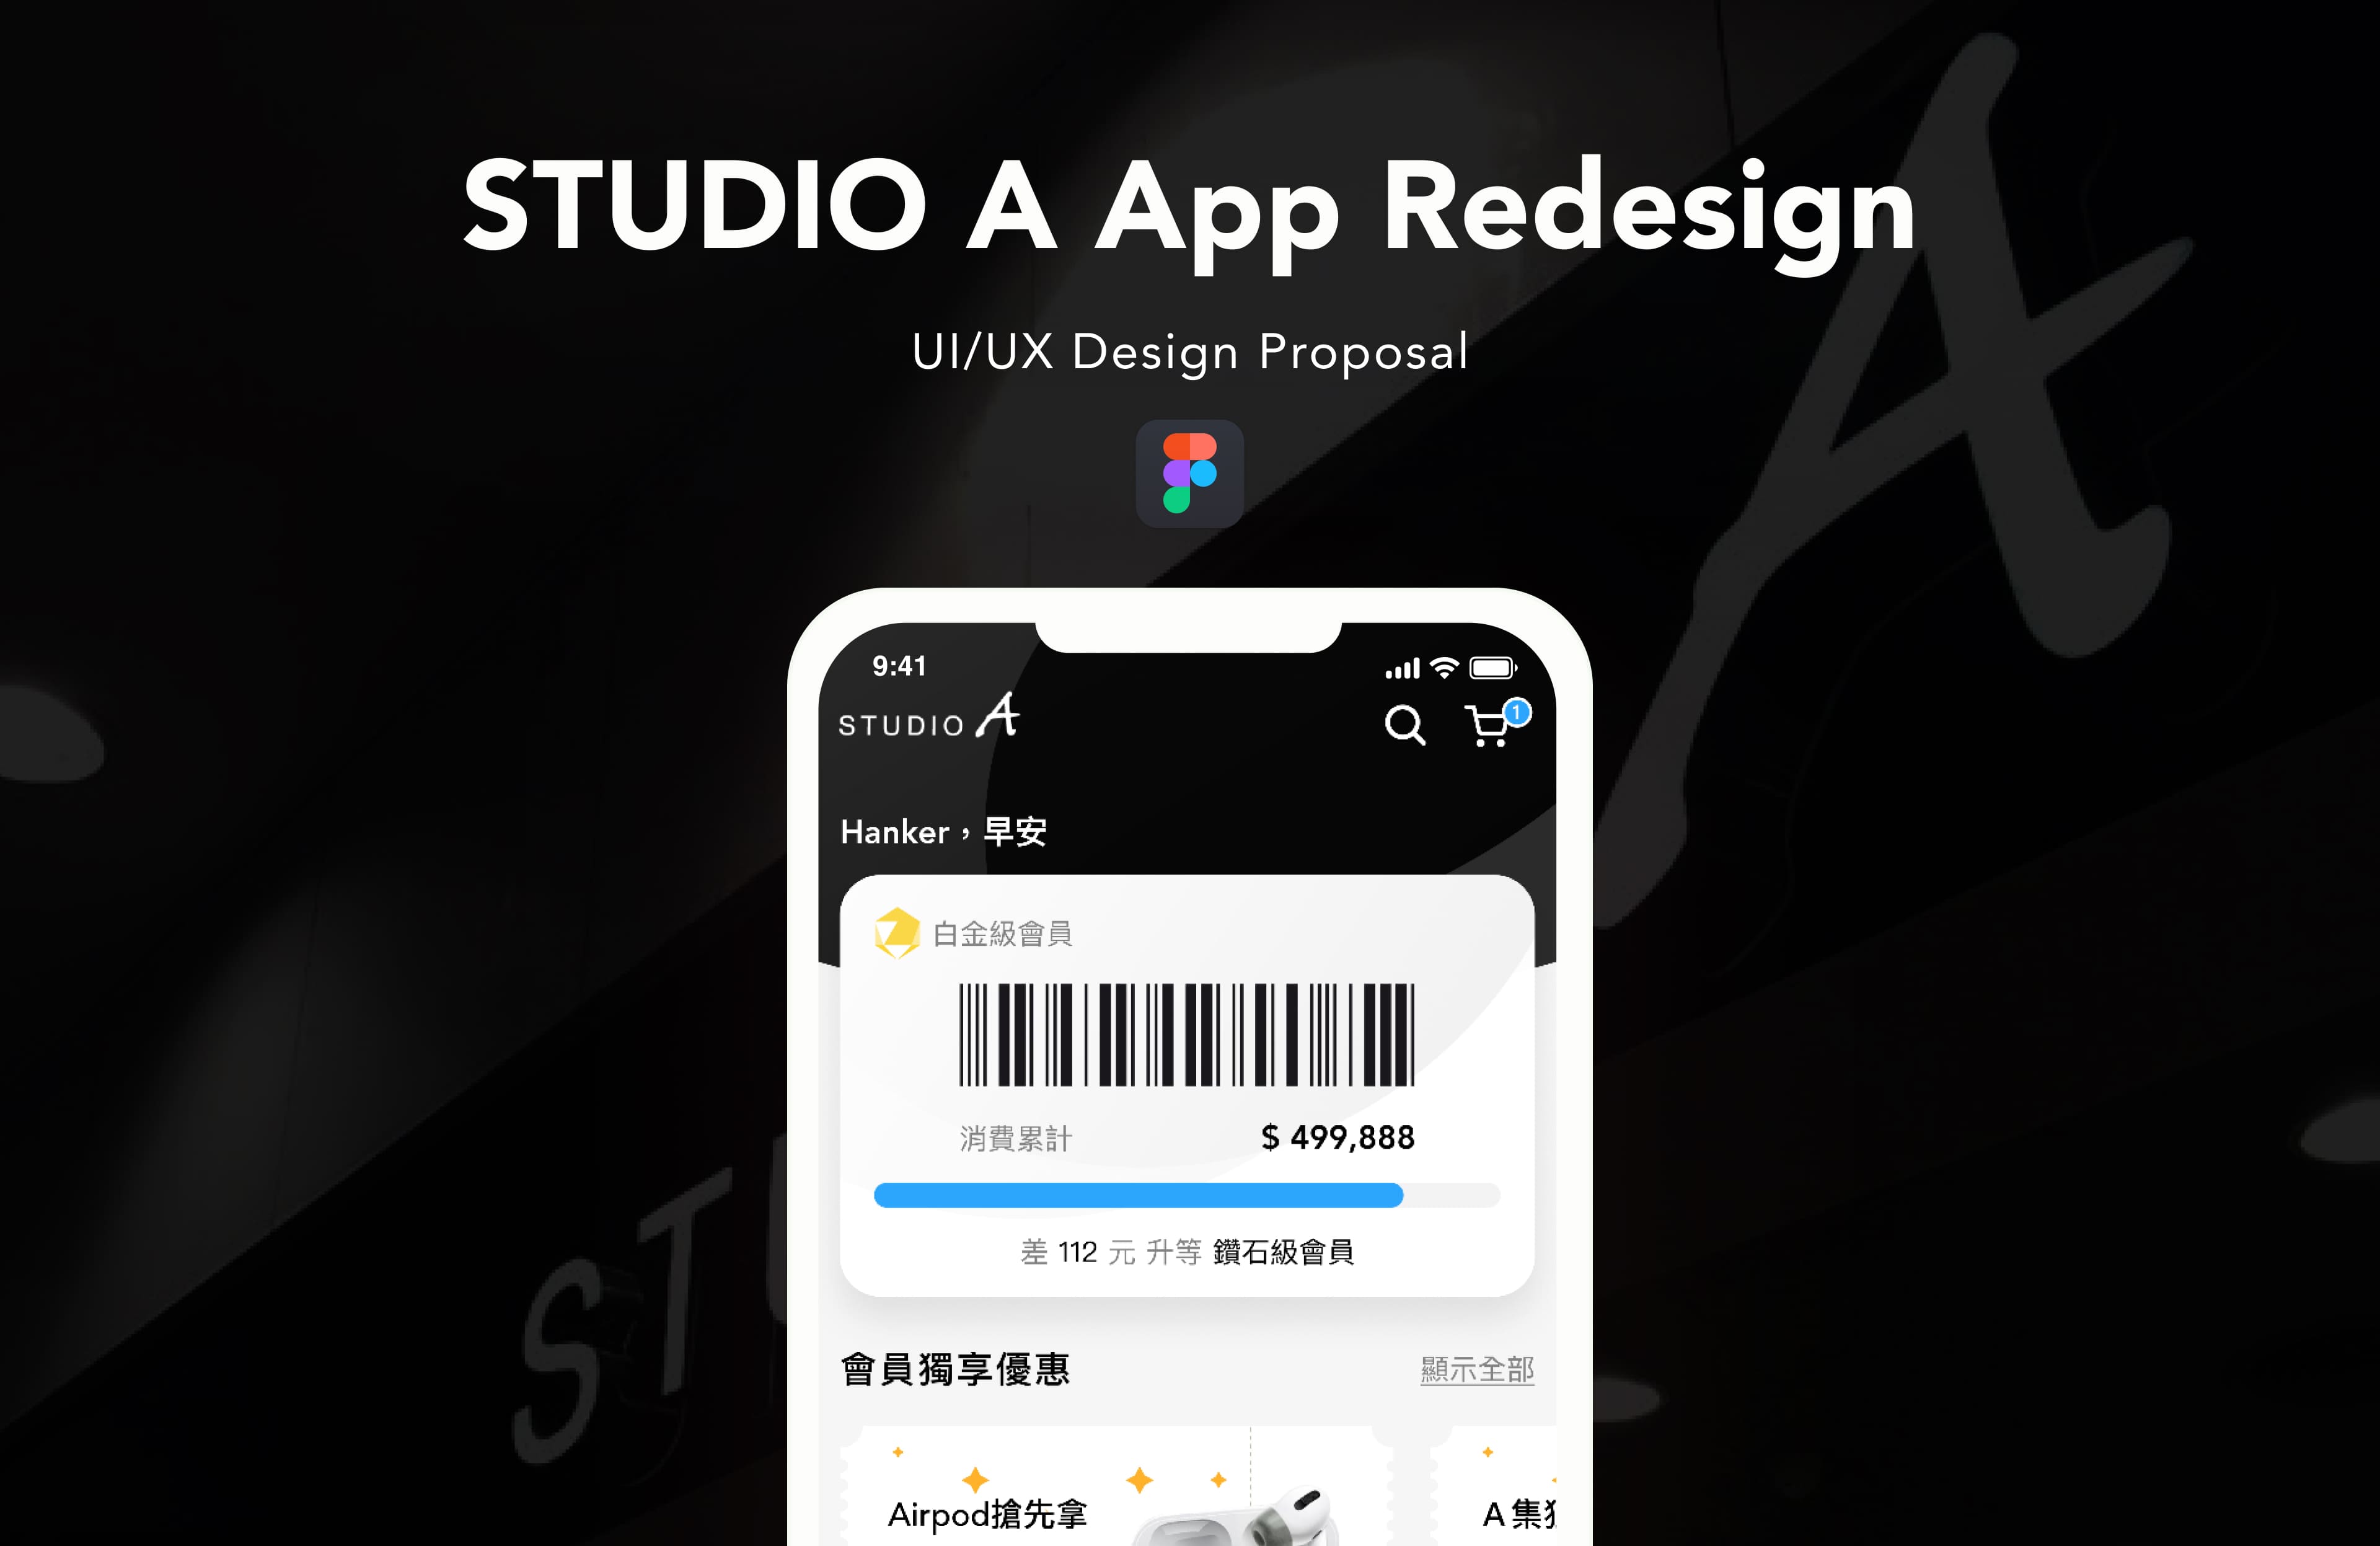 STUDIO A App Redesign
UI/UX Design Proposal
9:41
STUDIO A
1
Hanker，早安
白金級會員
消費累計 $ 499,888
差 112 元 升等 鑽石級會員
會員獨享優惠 顯示全部
Airpod搶先拿
A 集
A
ST